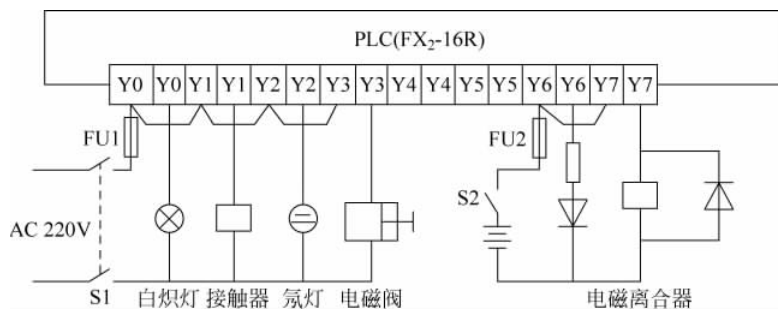 PLC(FX₂-16R)
Y0 Y0 Y1 Y1 Y2 Y2 Y3 Y3 Y4 Y4 Y5 Y5 Y6 Y6 Y7 Y7
FU1 FU2
S2
AC 220V
S1 白炽灯 接触器 氖灯 电磁阀 电磁离合器